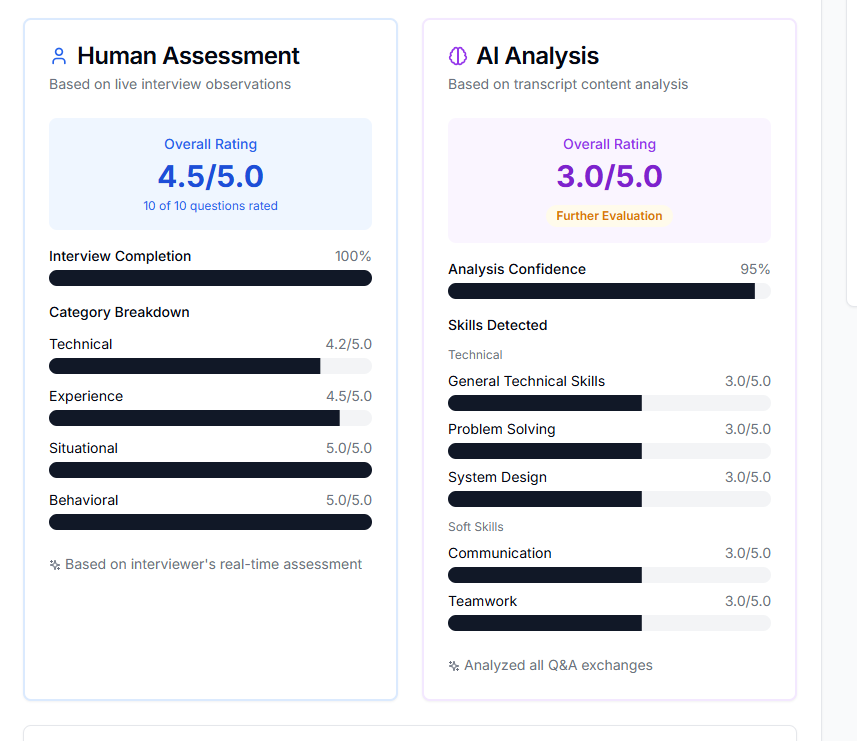 Human Assessment
Based on live interview observations
Overall Rating
4.5/5.0
10 of 10 questions rated
Interview Completion 100%
Category Breakdown
Technical 4.2/5.0
Experience 4.5/5.0
Situational 5.0/5.0
Behavioral 5.0/5.0
Based on interviewer's real-time assessment
AI Analysis
Based on transcript content analysis
Overall Rating
3.0/5.0
Further Evaluation
Analysis Confidence 95%
Skills Detected
Technical
General Technical Skills 3.0/5.0
Problem Solving 3.0/5.0
System Design 3.0/5.0
Soft Skills
Communication 3.0/5.0
Teamwork 3.0/5.0
Analyzed all Q&A exchanges